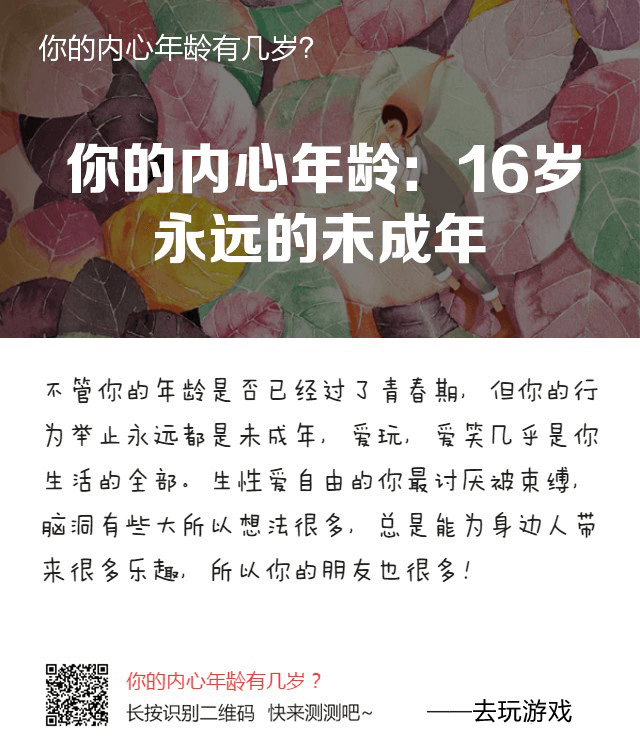 你的内心年龄有几岁?
你的内心年龄：16岁
永远的未成年
不管你的年龄是否已经过了青春期，但你的行
为举止永远都是未成年，爱玩，爱笑几乎是你
生活的全部。生性爱自由的你最讨厌被束缚，
脑洞有些大所以想法很多，总是能为身边人带
来很多乐趣，所以你的朋友也很多！
你的内心年龄有几岁？
长按识别二维码 快来测测吧~
——去玩游戏